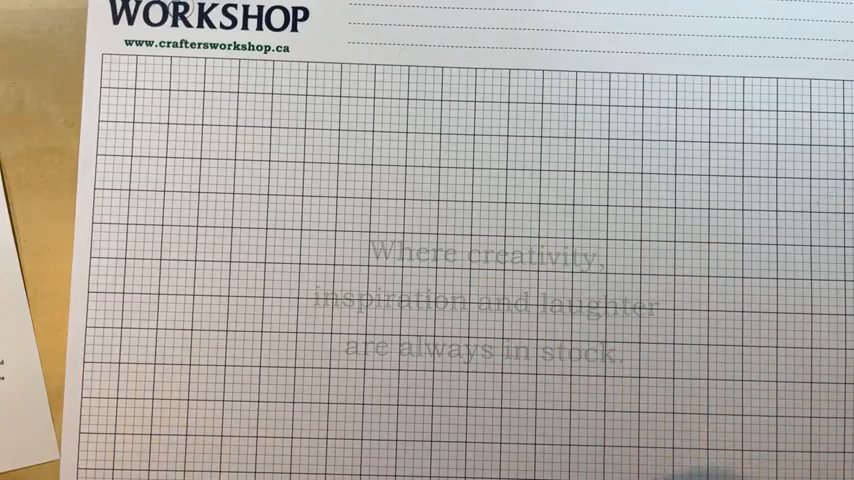 WORKSHOP
www.craftersworkshop.ca
Where creativity,
inspiration and laughter
are always in stock.